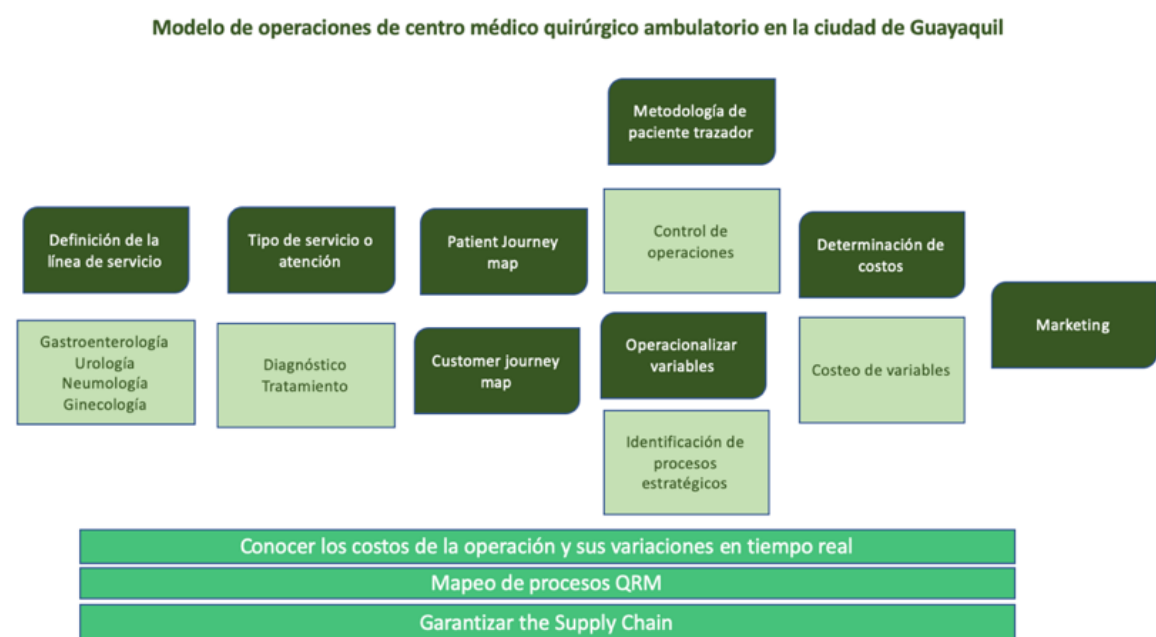 Modelo de operaciones de centro médico quirúrgico ambulatorio en la ciudad de Guayaquil
Metodología de
paciente trazador
Control de
operaciones
Definición de la
línea de servicio
Gastroenterología
Urología
Neumología
Ginecología
Tipo de servicio o
atención
Diagnóstico
Tratamiento
Patient Journey
map
Customer journey
map
Operacionalizar
variables
Identificación de
procesos
estratégicos
Determinación de
costos
Costeo de variables
Marketing
Conocer los costos de la operación y sus variaciones en tiempo real
Mapeo de procesos QRM
Garantizar the Supply Chain